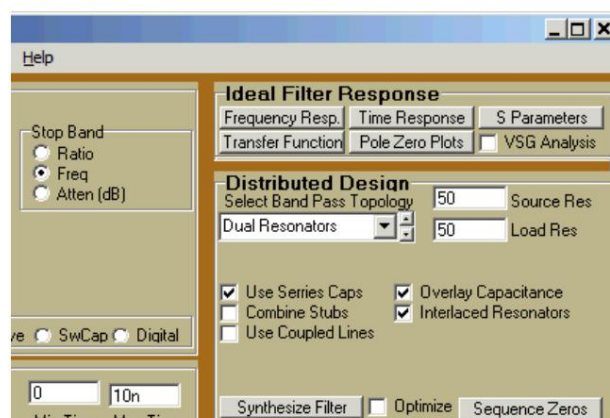 Help
Stop Band
Ratio
Freq
Atten (dB)
SwCap Digital
0 10n
Ideal Filter Response
Frequency Resp. Time Response S Parameters
Transfer Function Pole Zero Plots VSG Analysis
Distributed Design
Select Band Pass Topology 50 Source Res
Dual Resonators 50 Load Res
Use Serries Caps Overlay Capacitance
Combine Stubs Interlaced Resonators
Use Coupled Lines
Synthesize Filter Optimize Sequence Zeros